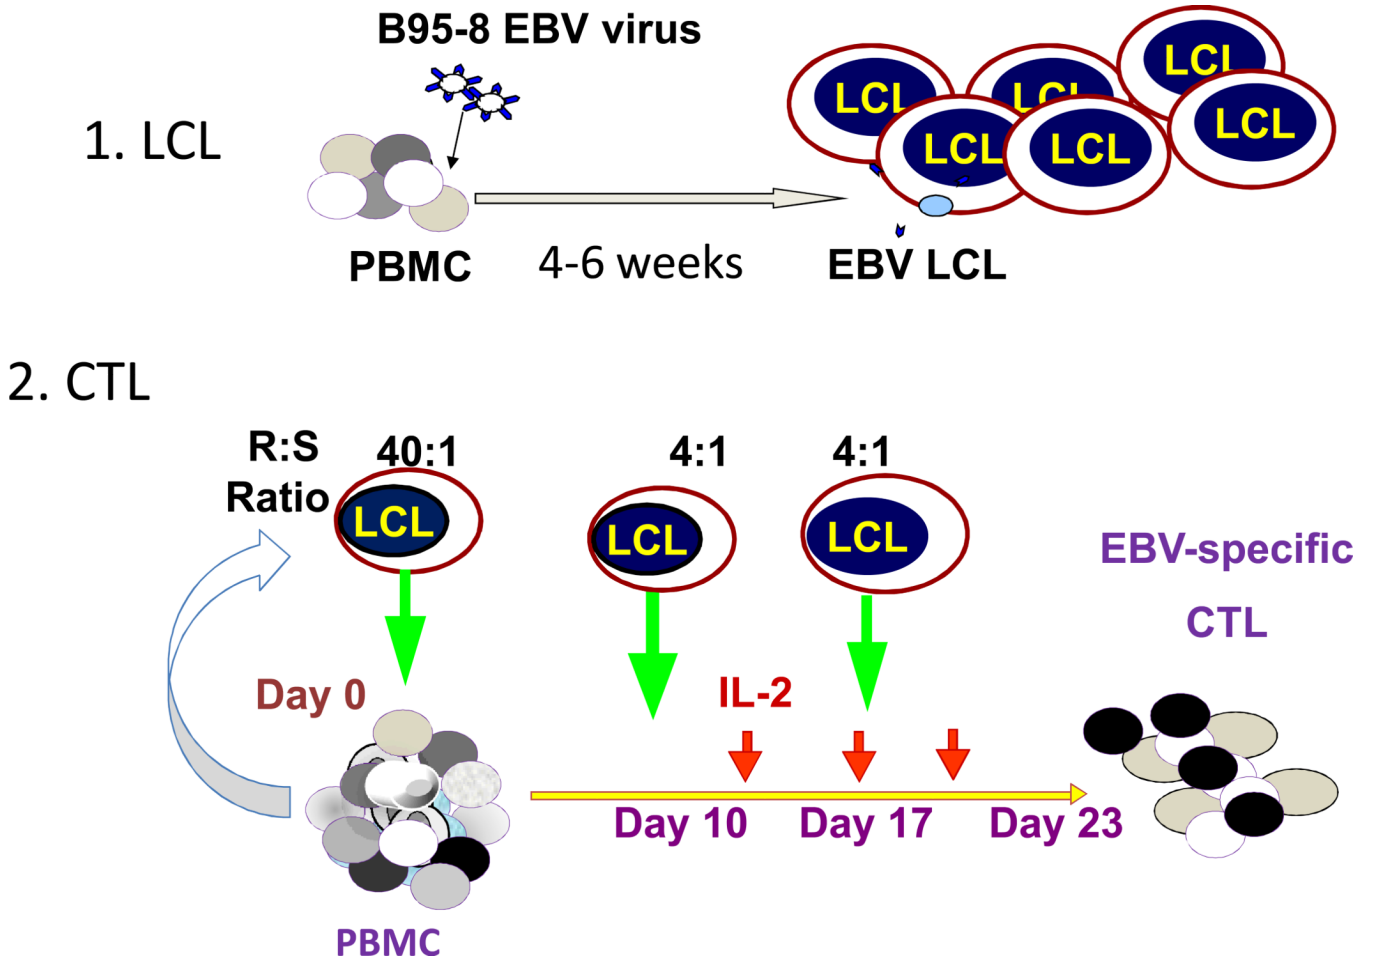 B95-8 EBV virus
1. LCL
LCL
LCL
LCL
LCL
LCL
LCL
PBMC
4-6 weeks
EBV LCL
2. CTL
R:S
Ratio
40:1
4:1
4:1
LCL
LCL
LCL
EBV-specific
CTL
Day 0
IL-2
Day 10
Day 17
Day 23
PBMC